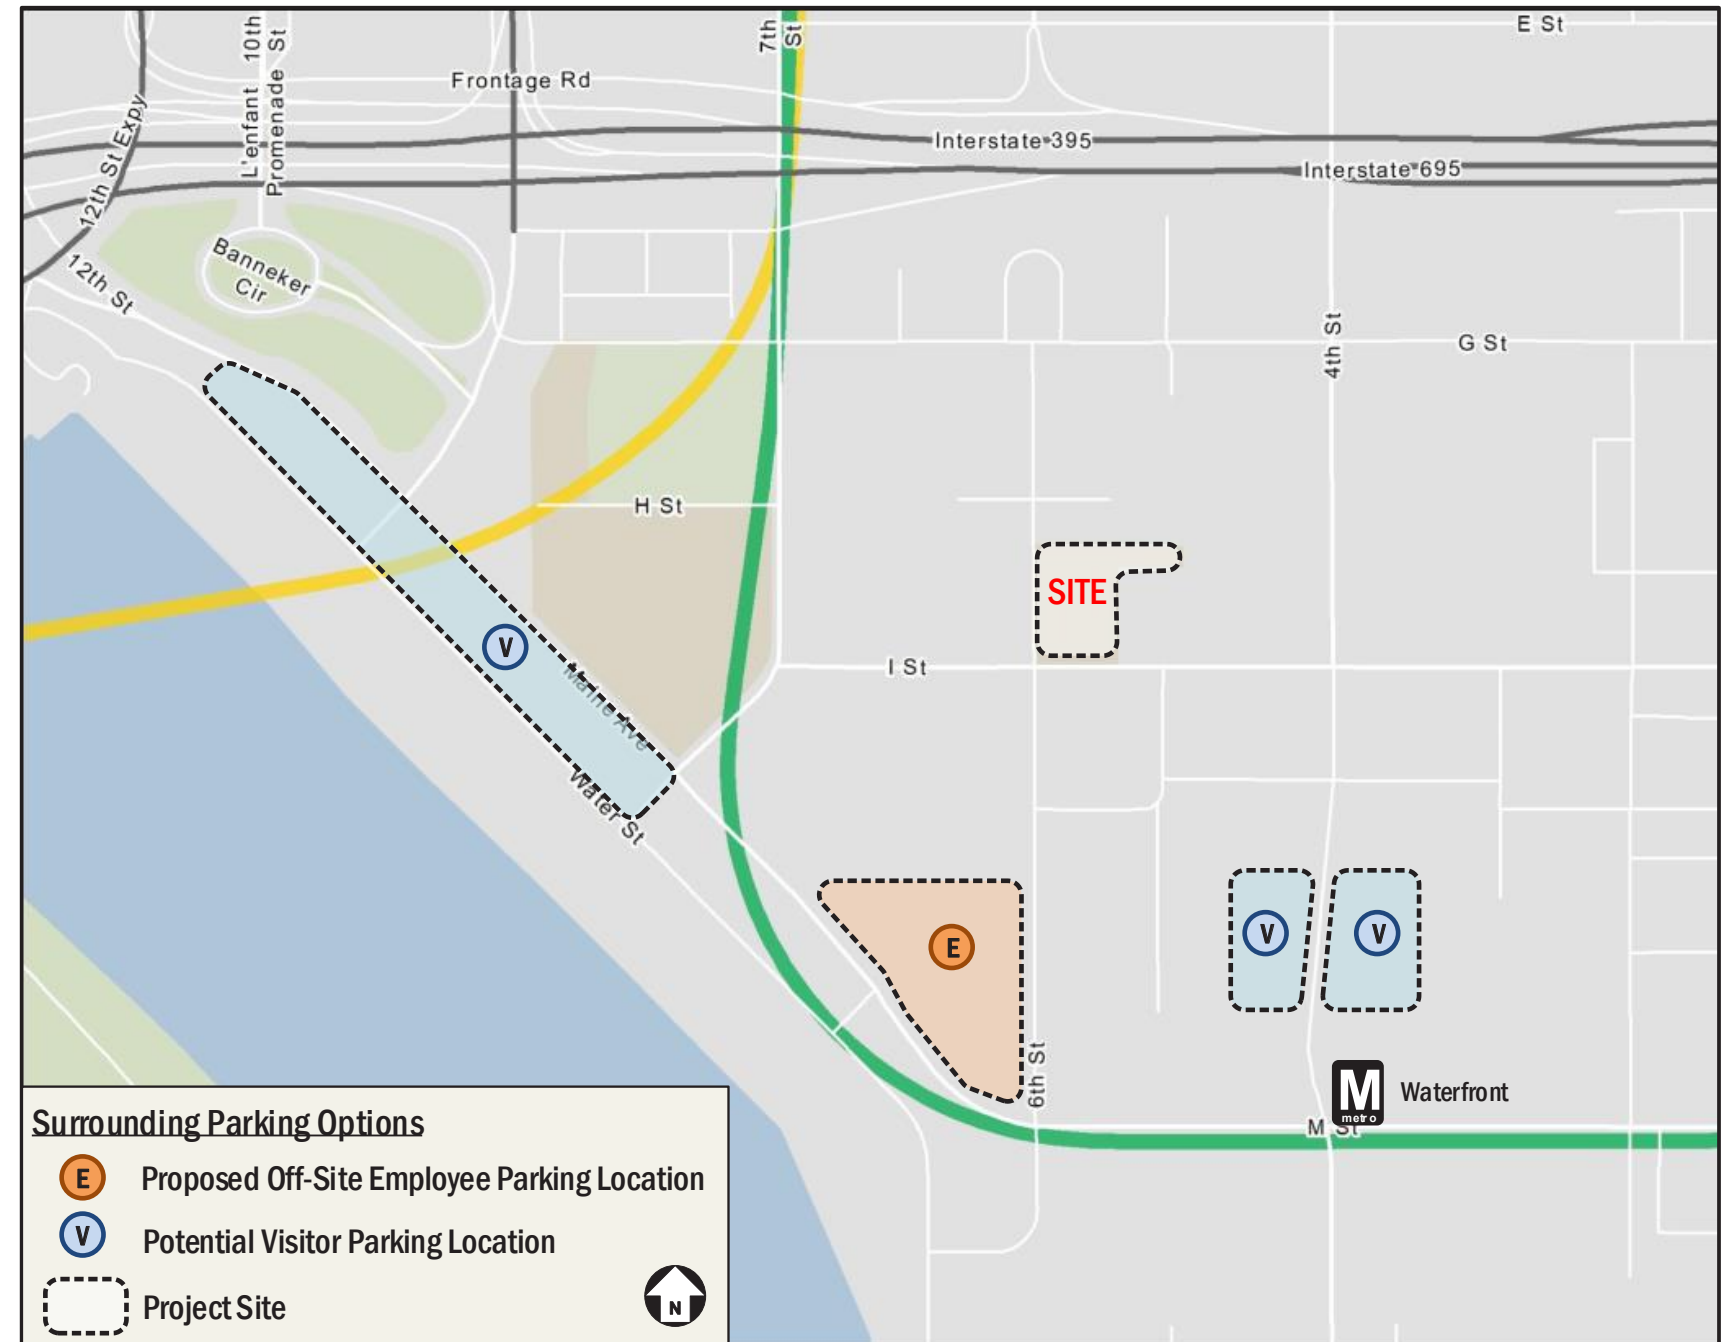 10th
St
L'enfant
Promenade
7th
St
E St
Frontage Rd
12th St Expy
Interstate 395
Interstate 695
Banneker
Cir
12th St
4th St
G St
H St
SITE
V
Maine Ave
I St
Water St
E
V
V
6th St
M
metro
Waterfront
M St
Surrounding Parking Options
E Proposed Off-Site Employee Parking Location
V Potential Visitor Parking Location
Project Site
N